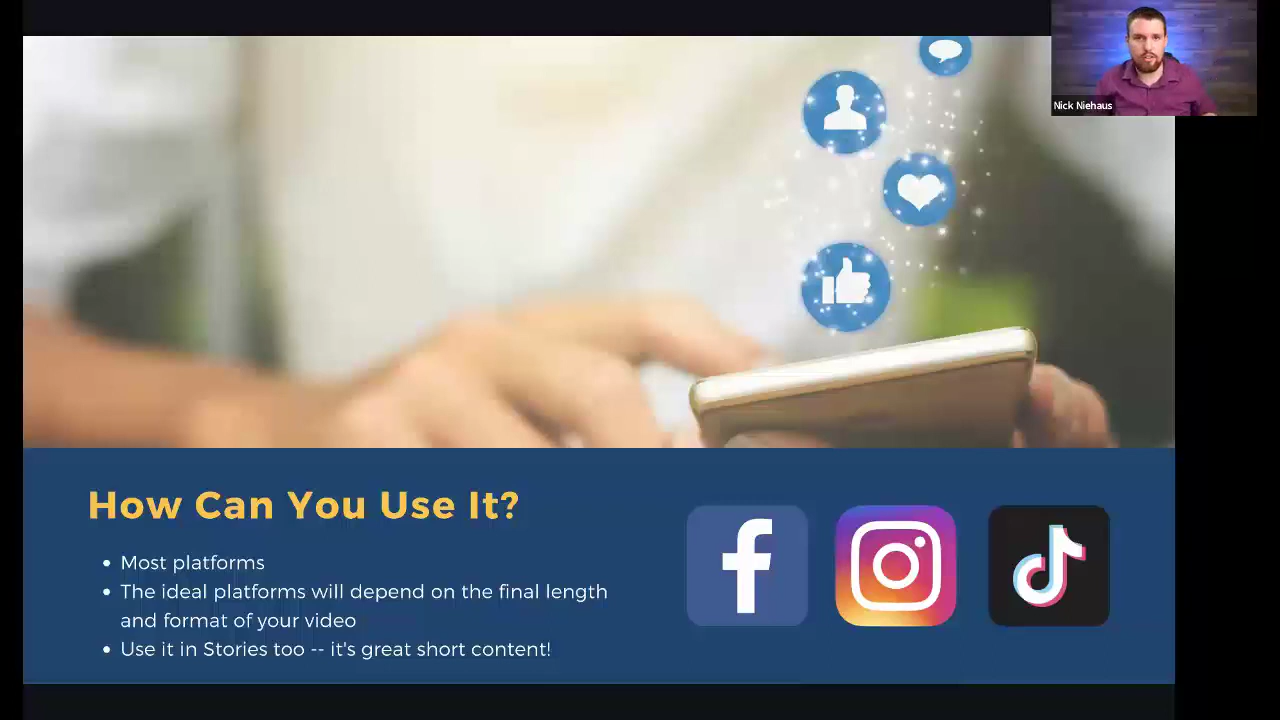 Nick Niehaus
How Can You Use It?
• Most platforms
• The ideal platforms will depend on the final length
and format of your video
• Use it in Stories too -- it's great short content!